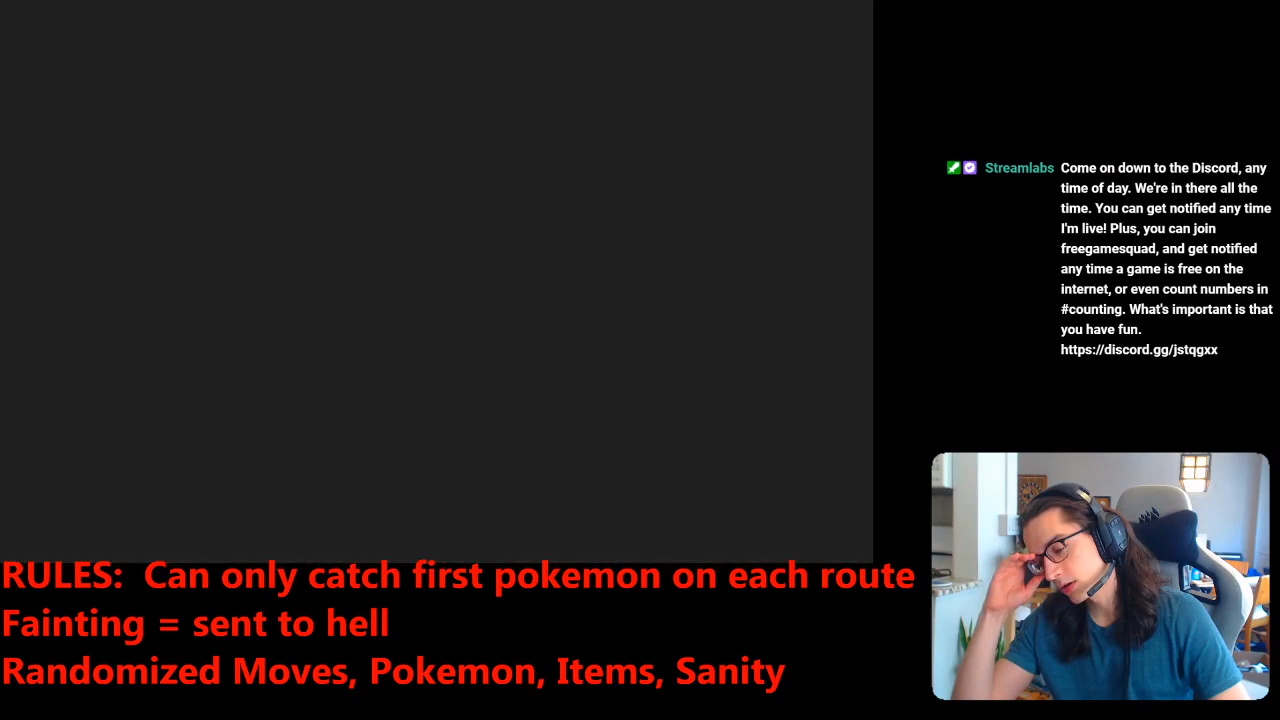 Streamlabs Come on down to the Discord, any
time of day. We're in there all the
time. You can get notified any time
I'm live! Plus, you can join
freegamesquad, and get notified
any time a game is free on the
internet, or even count numbers in
#counting. What's important is that
you have fun.
https://discord.gg/jstqgxx
RULES:  Can only catch first pokemon on each route
Fainting = sent to hell
Randomized Moves, Pokemon, Items, Sanity